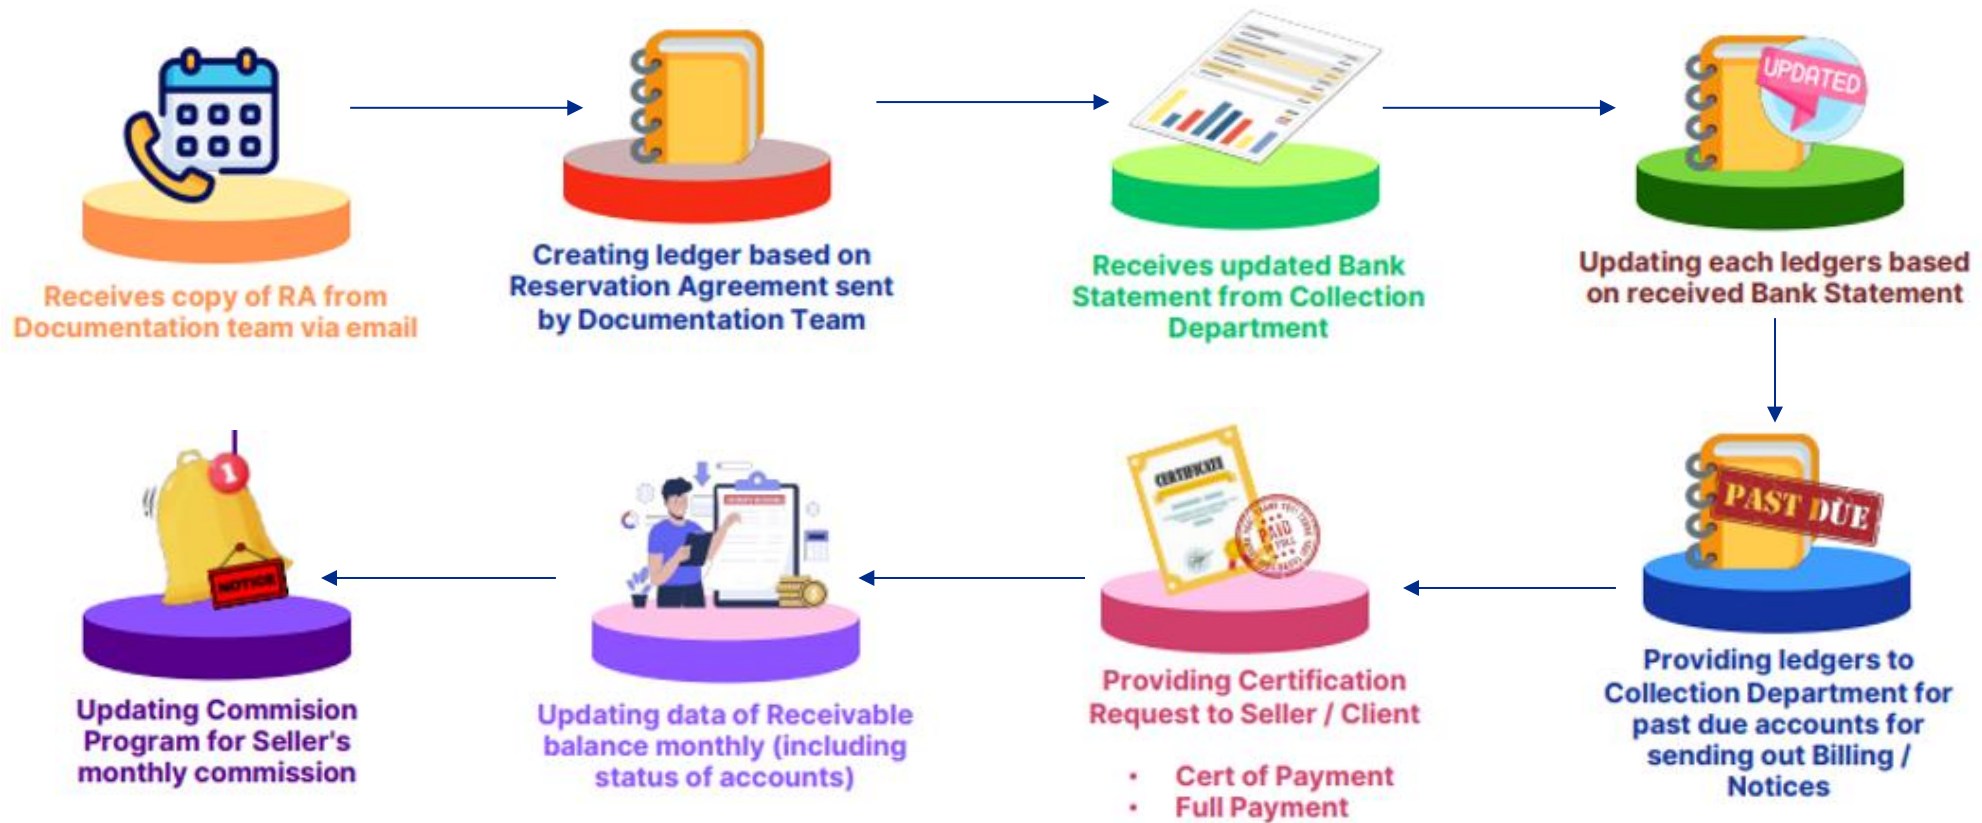 Receives copy of RA from
Documentation team via email
Creating ledger based on
Reservation Agreement sent
by Documentation Team
Receives updated Bank
Statement from Collection
Department
UPDATED
Updating each ledgers based
on received Bank Statement
PAST DUE
Providing ledgers to
Collection Department for
past due accounts for
sending out Billing /
Notices
CERTIFICATE
PAID
Providing Certification
Request to Seller / Client
• Cert of Payment
• Full Payment
Updating data of Receivable
balance monthly (including
status of accounts)
1
NOTICE
Updating Commision
Program for Seller's
monthly commission